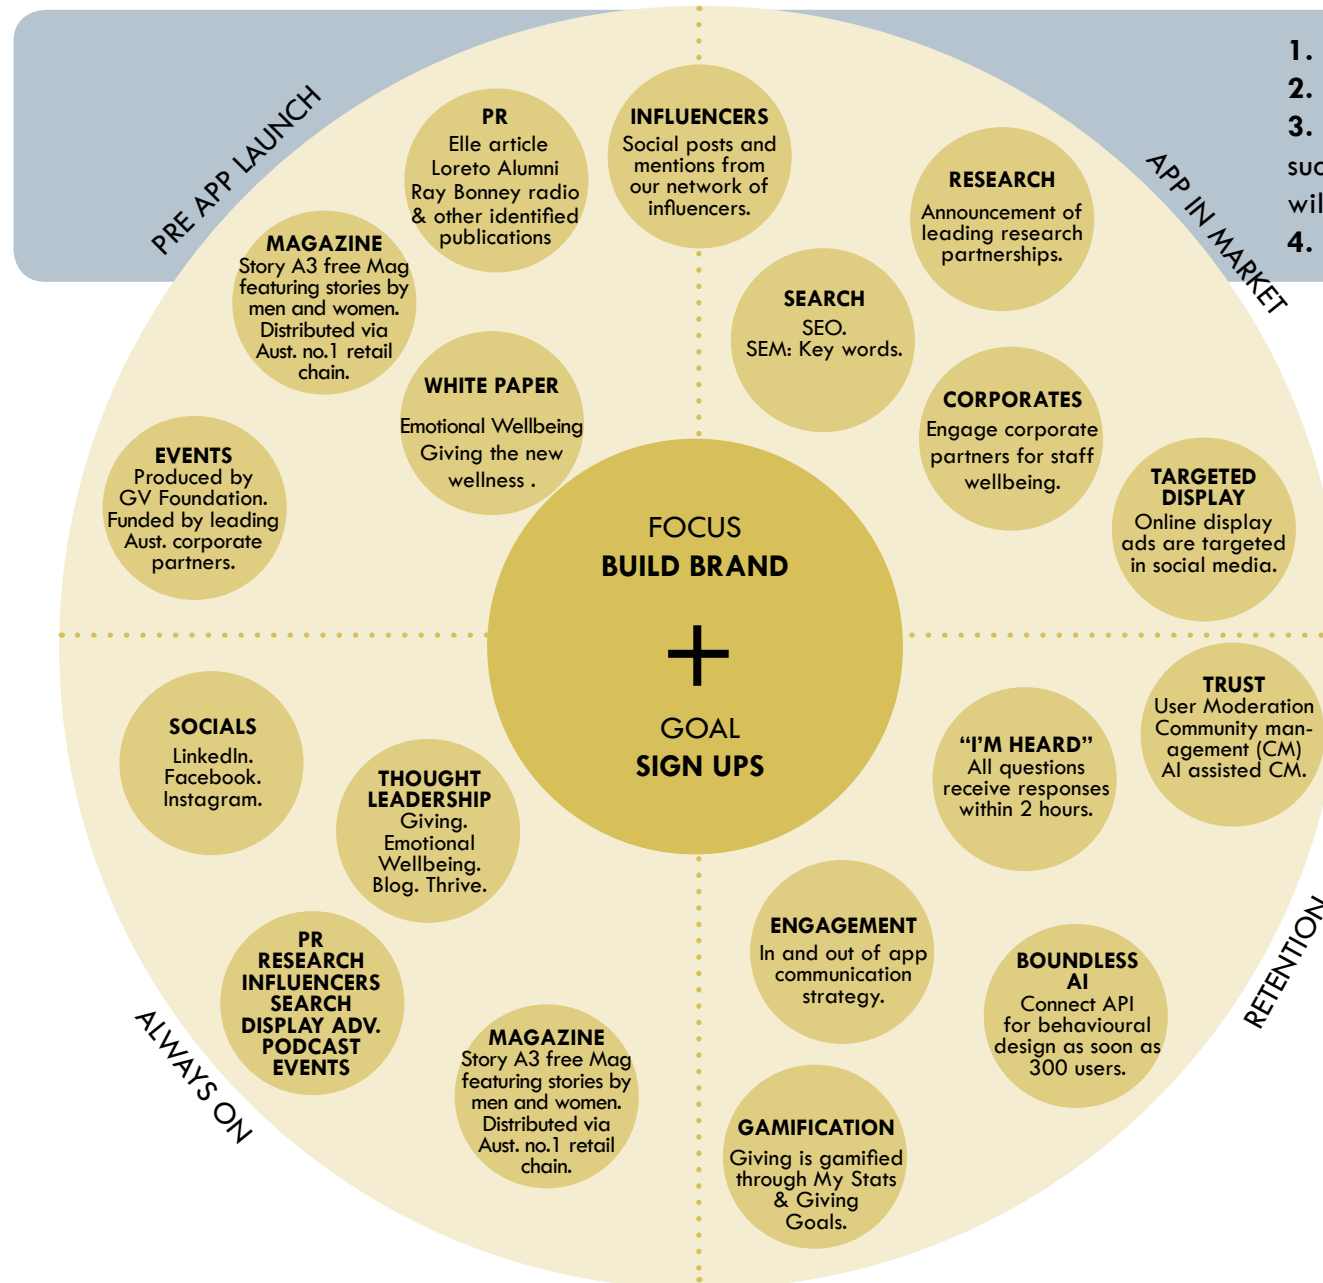 PRE APP LAUNCH
PR
Elle article
Loreto Alumni
Ray Bonney radio
& other identified
publications
INFLUENCERS
Social posts and
mentions from
our network of
influencers.
MAGAZINE
Story A3 free Mag
featuring stories by
men and women.
Distributed via
Aust. no.1 retail
chain.
WHITE PAPER
Emotional Wellbeing
Giving the new
wellness .
EVENTS
Produced by
GV Foundation.
Funded by leading
Aust. corporate
partners.
APP IN MARKET
RESEARCH
Announcement of
leading research
partnerships.
SEARCH
SEO.
SEM: Key words.
CORPORATES
Engage corporate
partners for staff
wellbeing.
TARGETED
DISPLAY
Online display
ads are targeted
in social media.
1.
2.
3.
4.
FOCUS
BUILD BRAND
+
GOAL
SIGN UPS
SOCIALS
LinkedIn.
Facebook.
Instagram.
THOUGHT
LEADERSHIP
Giving.
Emotional
Wellbeing.
Blog. Thrive.
PR
RESEARCH
INFLUENCERS
SEARCH
DISPLAY ADV.
PODCAST
EVENTS
MAGAZINE
Story A3 free Mag
featuring stories by
men and women.
Distributed via
Aust. no.1 retail
chain.
ALWAYS ON
TRUST
User Moderation
Community man-
agement (CM)
AI assisted CM.
“I’M HEARD”
All questions
receive responses
within 2 hours.
ENGAGEMENT
In and out of app
communication
strategy.
BOUNDLESS
AI
Connect API
for behavioural
design as soon as
300 users.
GAMIFICATION
Giving is gamified
through My Stats
& Giving
Goals.
RETENTION